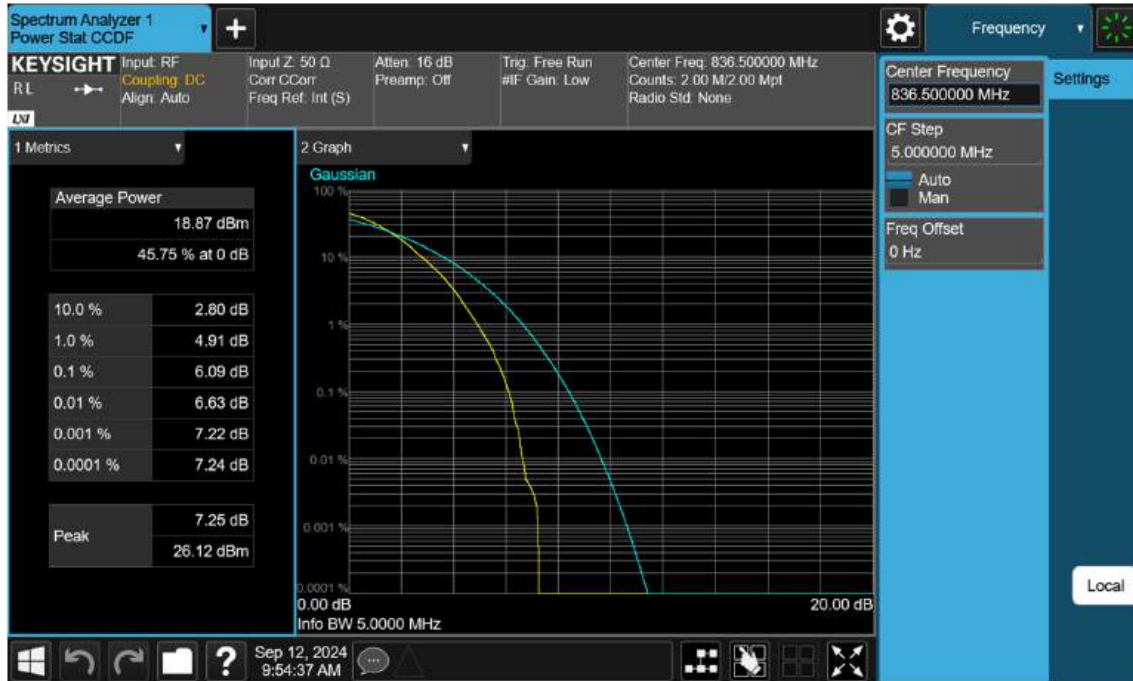 Spectrum Analyzer 1
Power Stat CCDF
+
Frequency
KEYSIGHT
RL
LXI
Input: RF
Coupling: DC
Align: Auto
Input Z: 50 Ω
Corr CCorr
Freq Ref: Int (S)
Atten: 16 dB
Preamp: Off
Trig: Free Run
#IF Gain: Low
Center Freq: 836.500000 MHz
Counts: 2.00 M/2.00 Mpt
Radio Std: None
Center Frequency
836.500000 MHz
Settings
CF Step
5.000000 MHz
Auto
Man
Freq Offset
0 Hz
1 Metrics
Average Power
18.87 dBm
45.75 % at 0 dB
10.0 % 2.80 dB
1.0 % 4.91 dB
0.1 % 6.09 dB
0.01 % 6.63 dB
0.001 % 7.22 dB
0.0001 % 7.24 dB
Peak
7.25 dB
26.12 dBm
2 Graph
Gaussian
100 %
10 %
1 %
0.1 %
0.01 %
0.001 %
0.0001 %
0.00 dB 20.00 dB
Info BW 5.0000 MHz
Local
?
Sep 12, 2024
9:54:37 AM